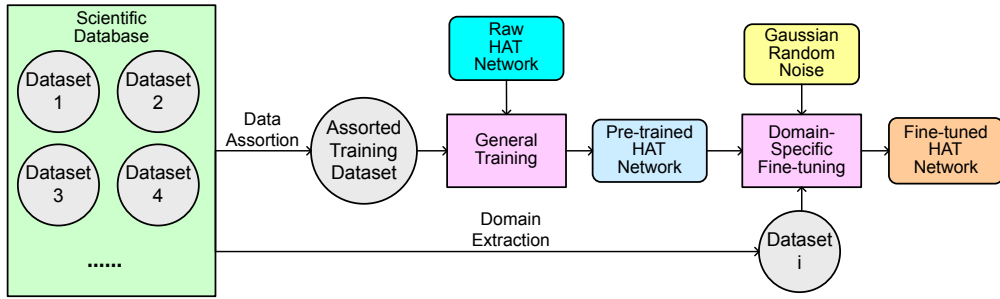 Scientific
Database
Dataset
1
Dataset
2
Dataset
3
Dataset
4
......
Data
Assortion
Assorted
Training
Dataset
Raw
HAT
Network
General
Training
Pre-trained
HAT
Network
Gaussian
Random
Noise
Domain-
Specific
Fine-tuning
Fine-tuned
HAT
Network
Domain
Extraction
Dataset
i